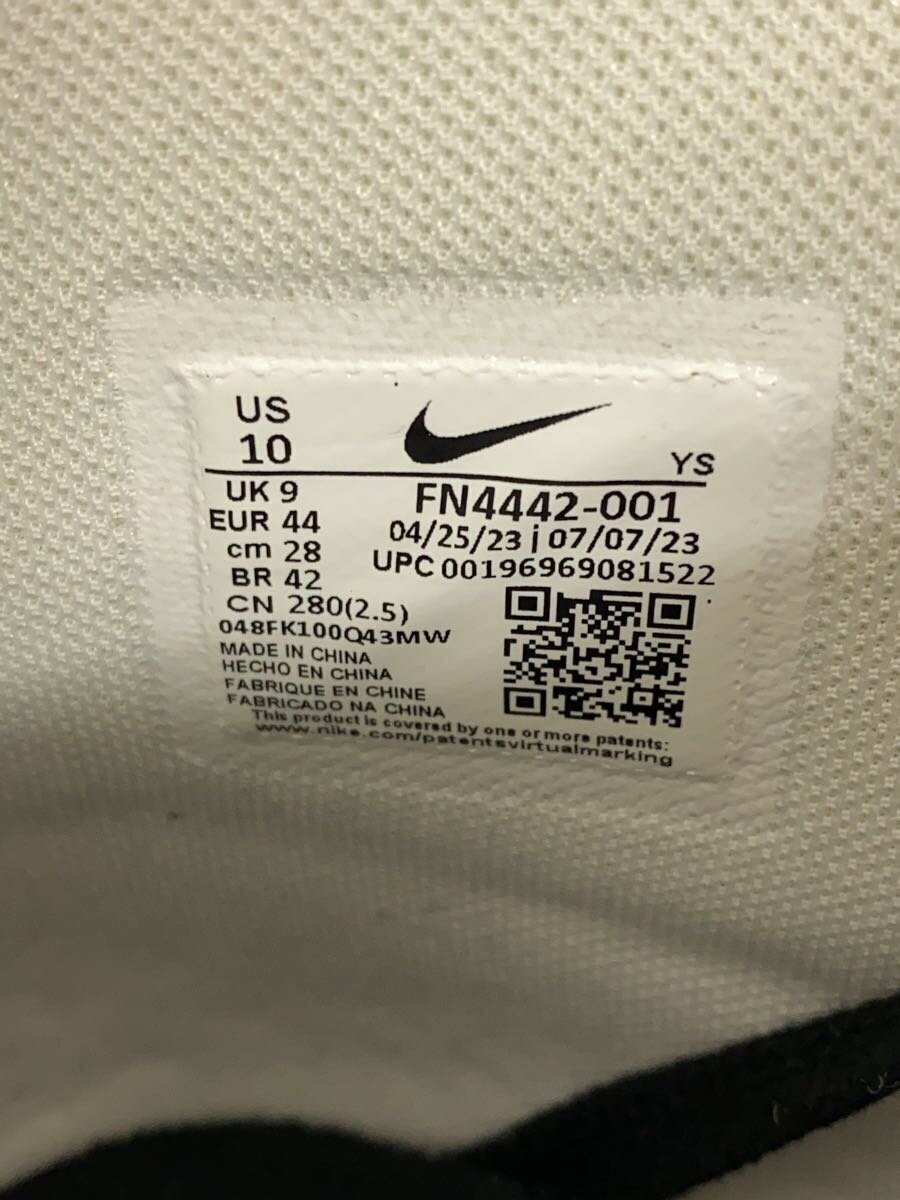 US
10
YS
UK 9
EUR 44
cm 28
BR 42
CN 280(2.5)
FN4442-001
04/25/23 | 07/07/23
UPC 00196969081522
048FK100Q43MW
MADE IN CHINA
HECHO EN CHINA
FABRIQUE EN CHINE
FABRICADO NA CHINA
This product is covered by one or more patents:
www.nike.com/patentsvirtualmarking